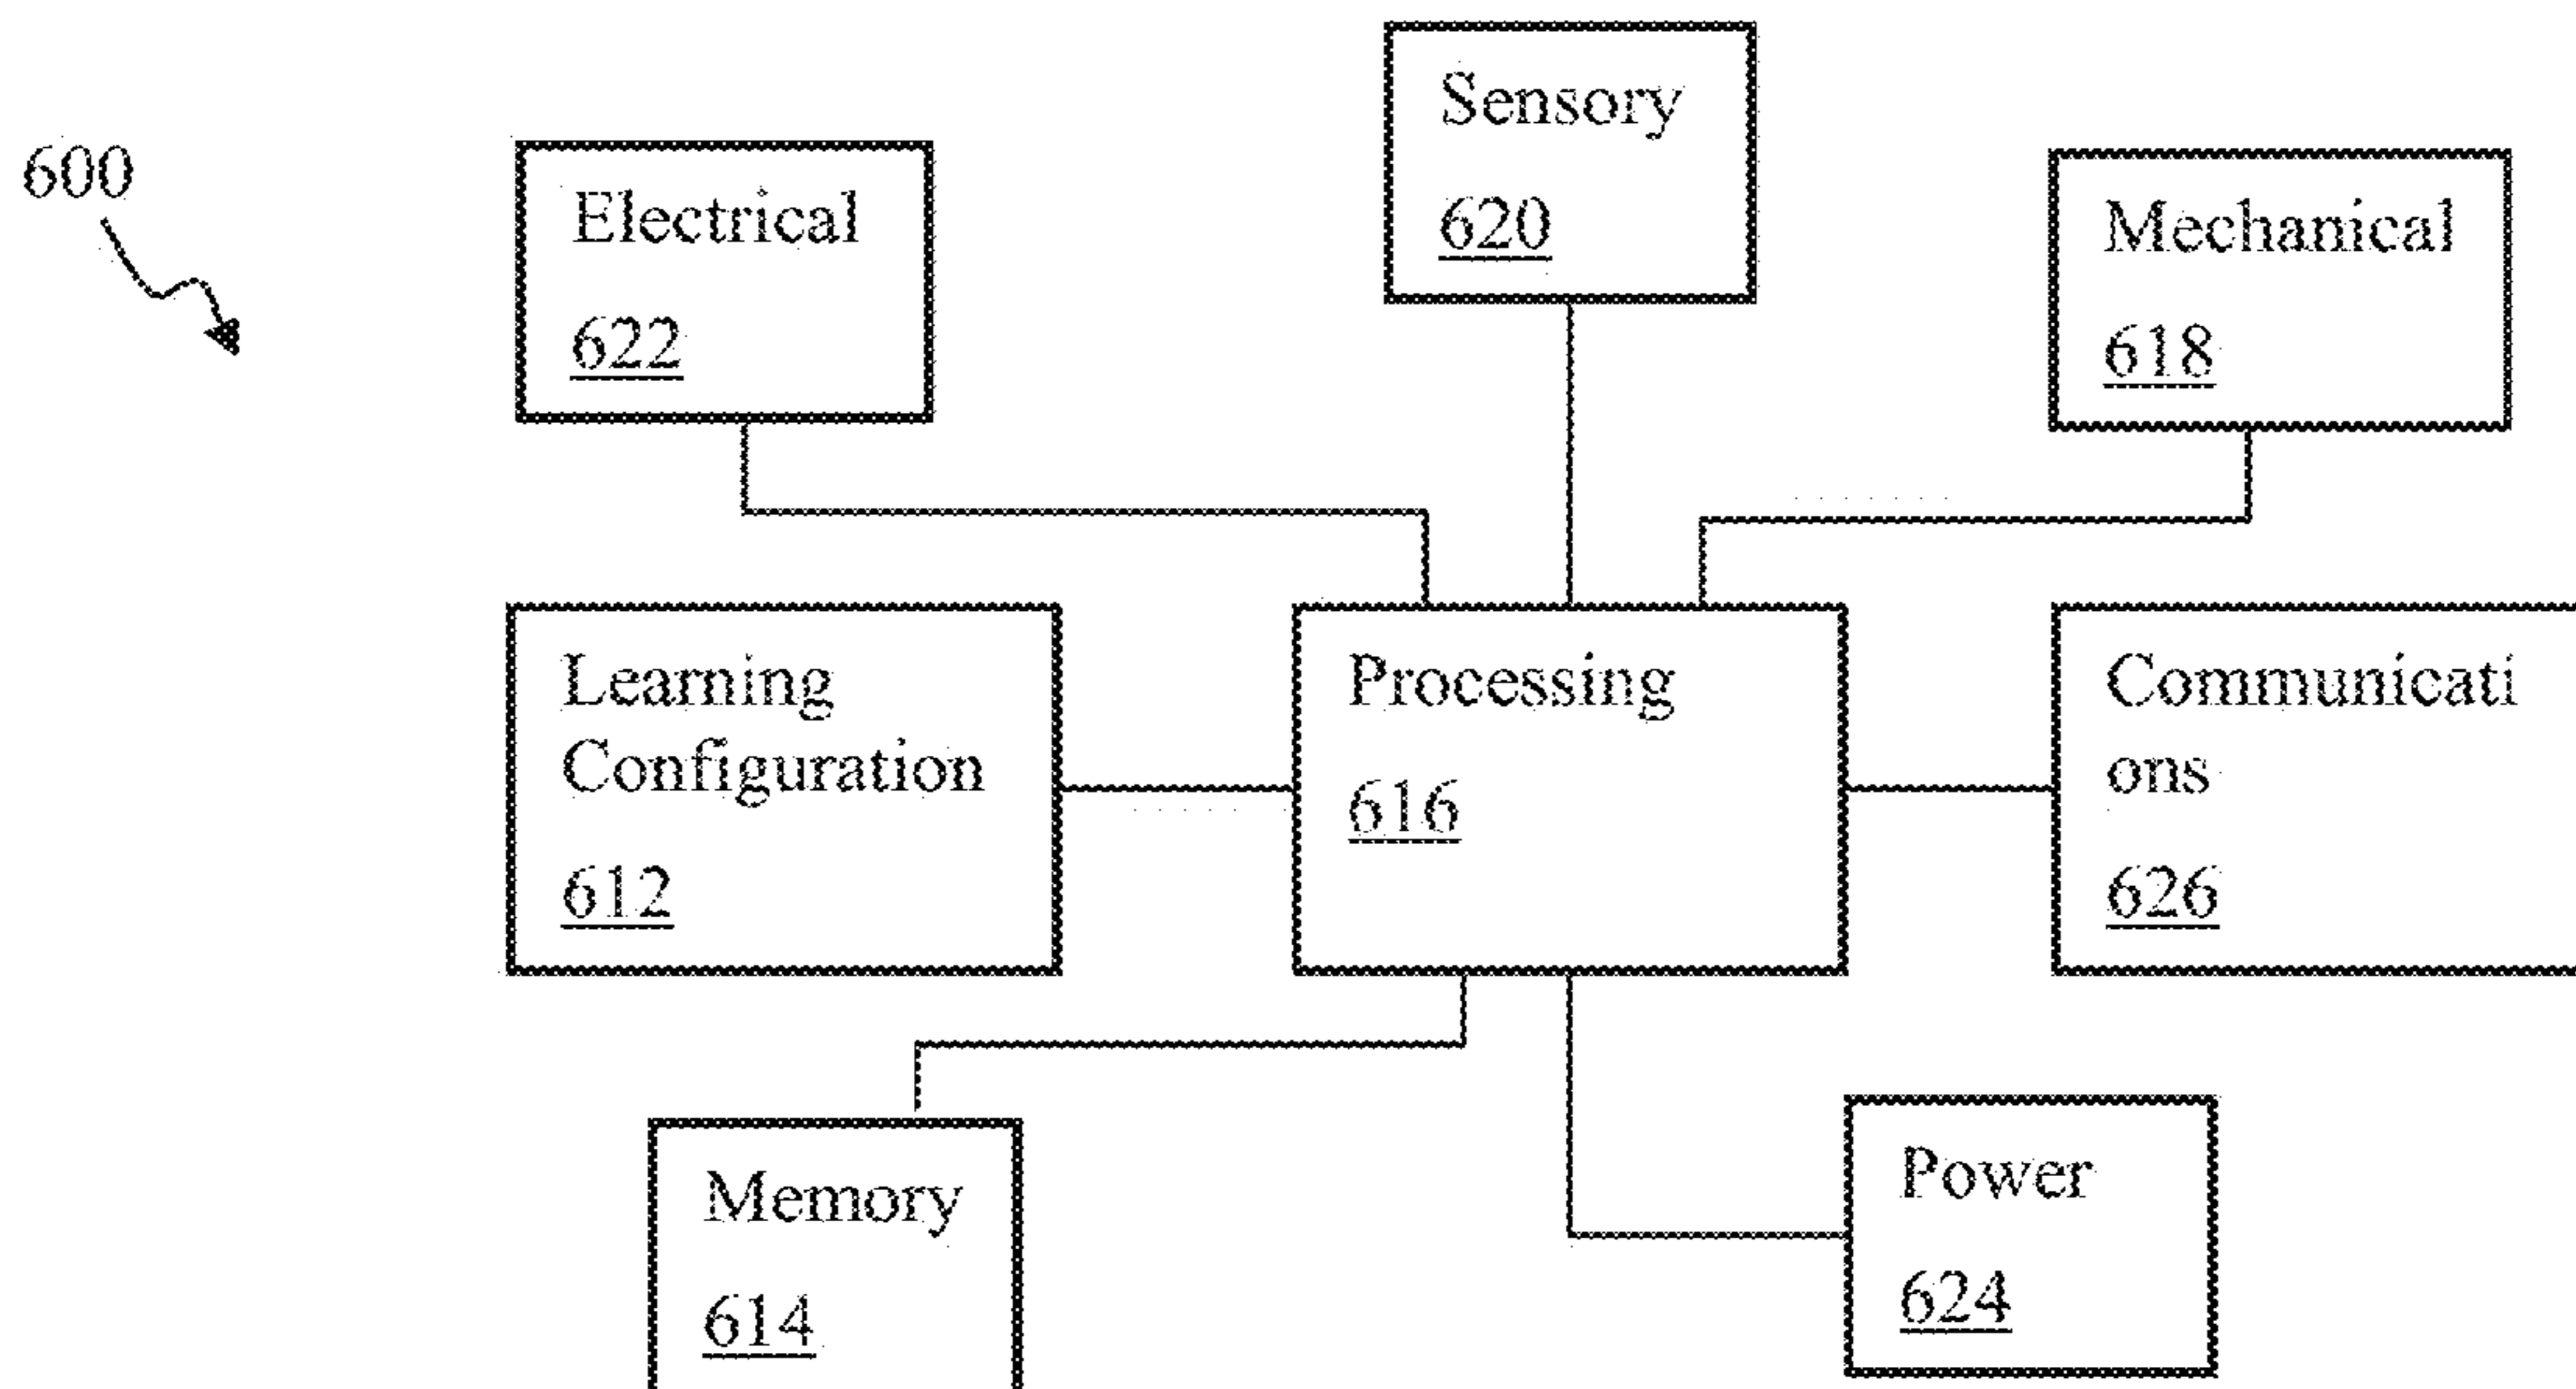 600
Electrical
622
Sensory
620
Mechanical
618
Learning
Configuration
612
Processing
616
Communicati
ons
626
Memory
614
Power
624